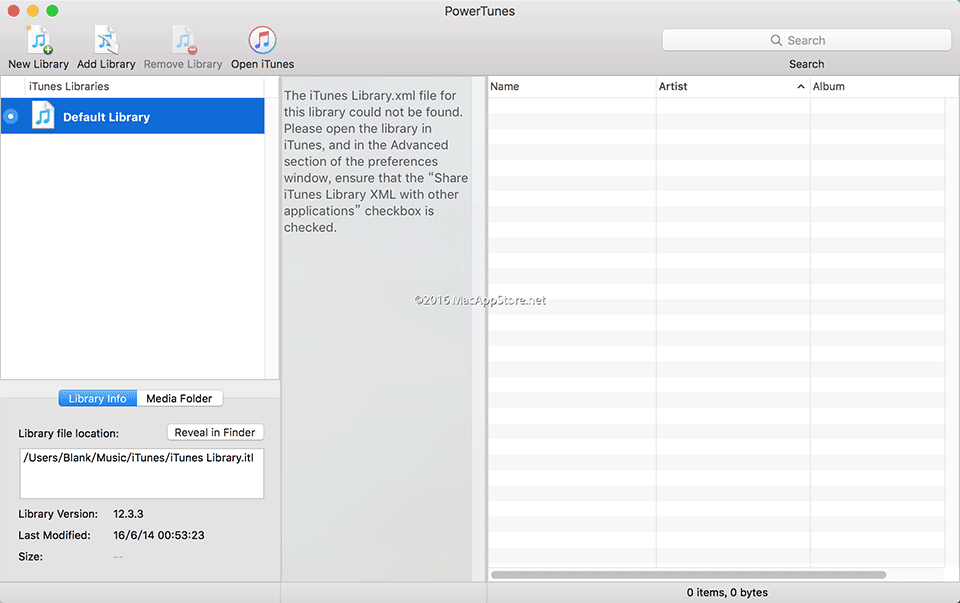 PowerTunes
New Library
Add Library
Remove Library
Open iTunes
Search
Search
iTunes Libraries
Default Library
The iTunes Library.xml file for
this library could not be found.
Please open the library in
iTunes, and in the Advanced
section of the preferences
window, ensure that the “Share
iTunes Library XML with other
applications” checkbox is
checked.
Name
Artist
Album
©2016 MacAppStore.net
Library Info
Media Folder
Library file location:
Reveal in Finder
/Users/Blank/Music/iTunes/iTunes Library.itl
Library Version: 12.3.3
Last Modified: 16/6/14 00:53:23
Size: --
0 items, 0 bytes